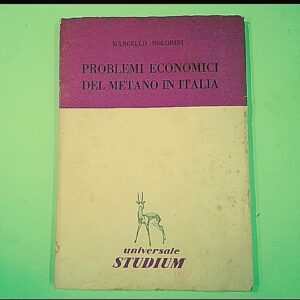 MARCELLO BOLDRINI
PROBLEMI ECONOMICI
DEL METANO IN ITALIA
universale
STUDIUM